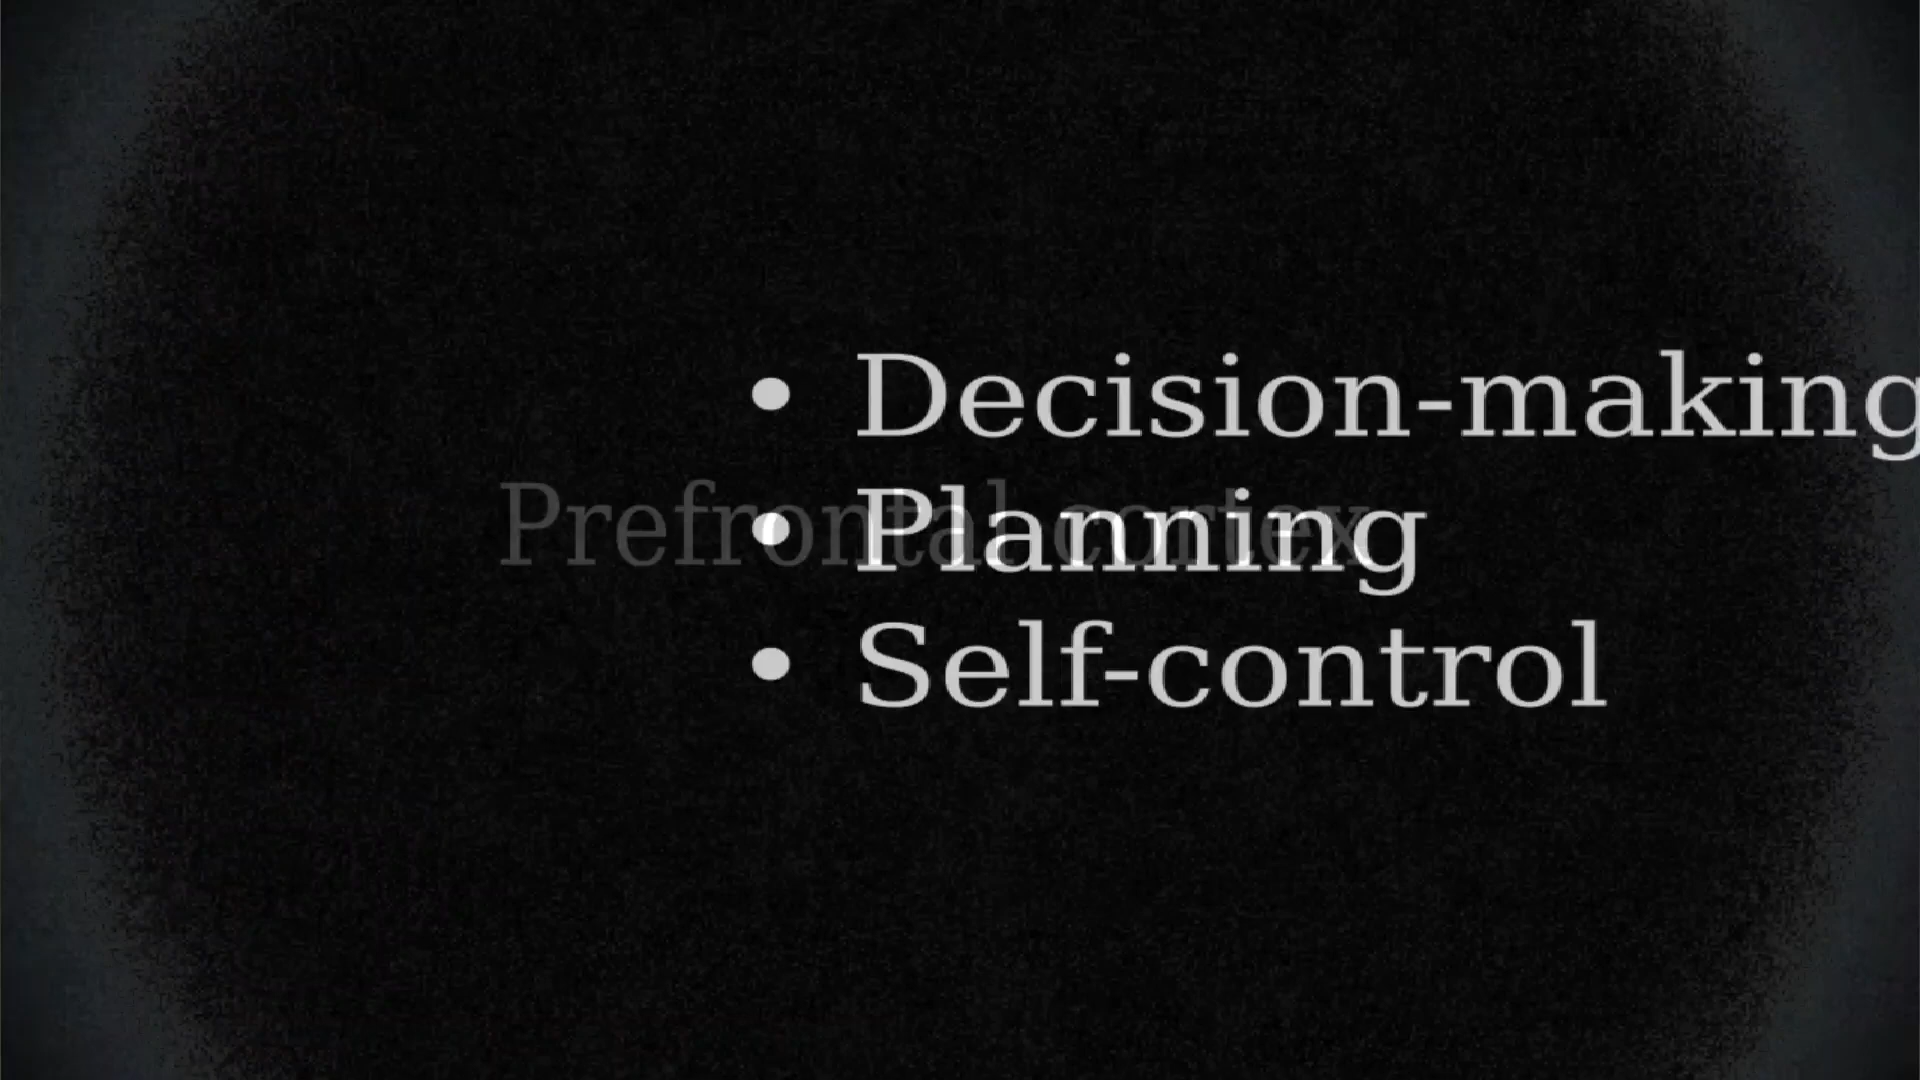 • Decision-making
Prefrontal cortex
• Planning
• Self-control